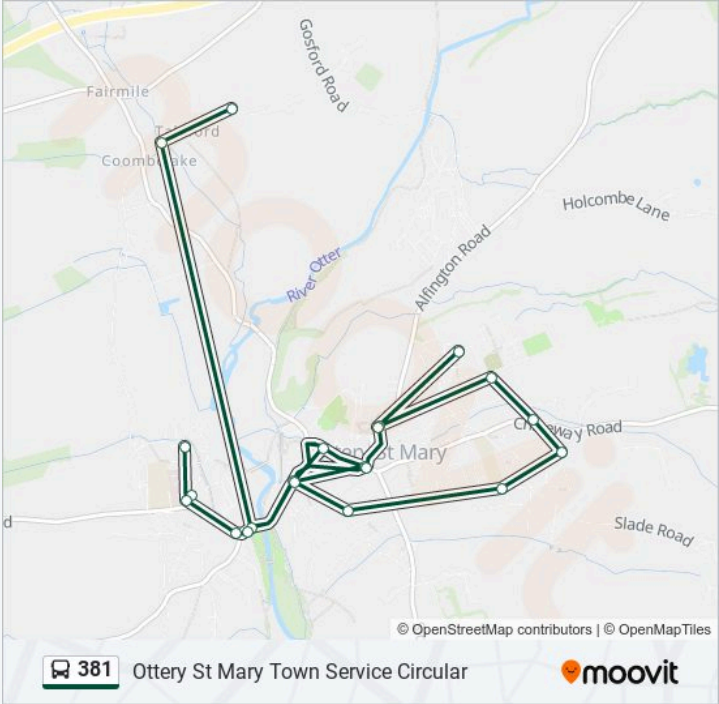 Gosford Road
Fairmile
Coombelake
River Otter
Alfington Road
Holcombe Lane
St Mary
Road
d
Slade Road
© OpenStreetMap contributors | © OpenMapTiles
381 Ottery St Mary Town Service Circular
moovit